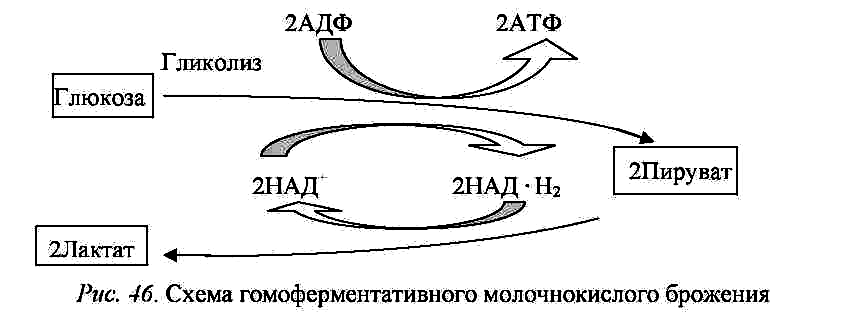 2АДФ 2АТФ
Гликолиз
Глюкоза
2Пируват
2НАД⁺ 2НАД · Н₂
2Лактат
Рис. 46. Схема гомоферментативного молочнокислого брожения